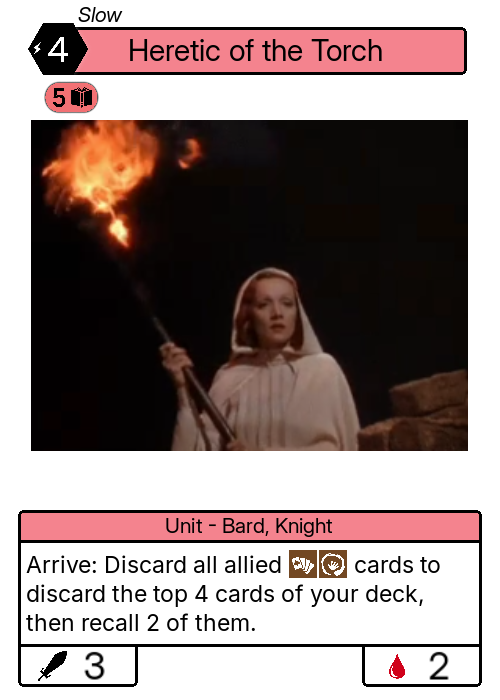 Slow
4
Heretic of the Torch
5
Unit - Bard, Knight
Arrive: Discard all allied cards to
discard the top 4 cards of your deck,
then recall 2 of them.
3
2